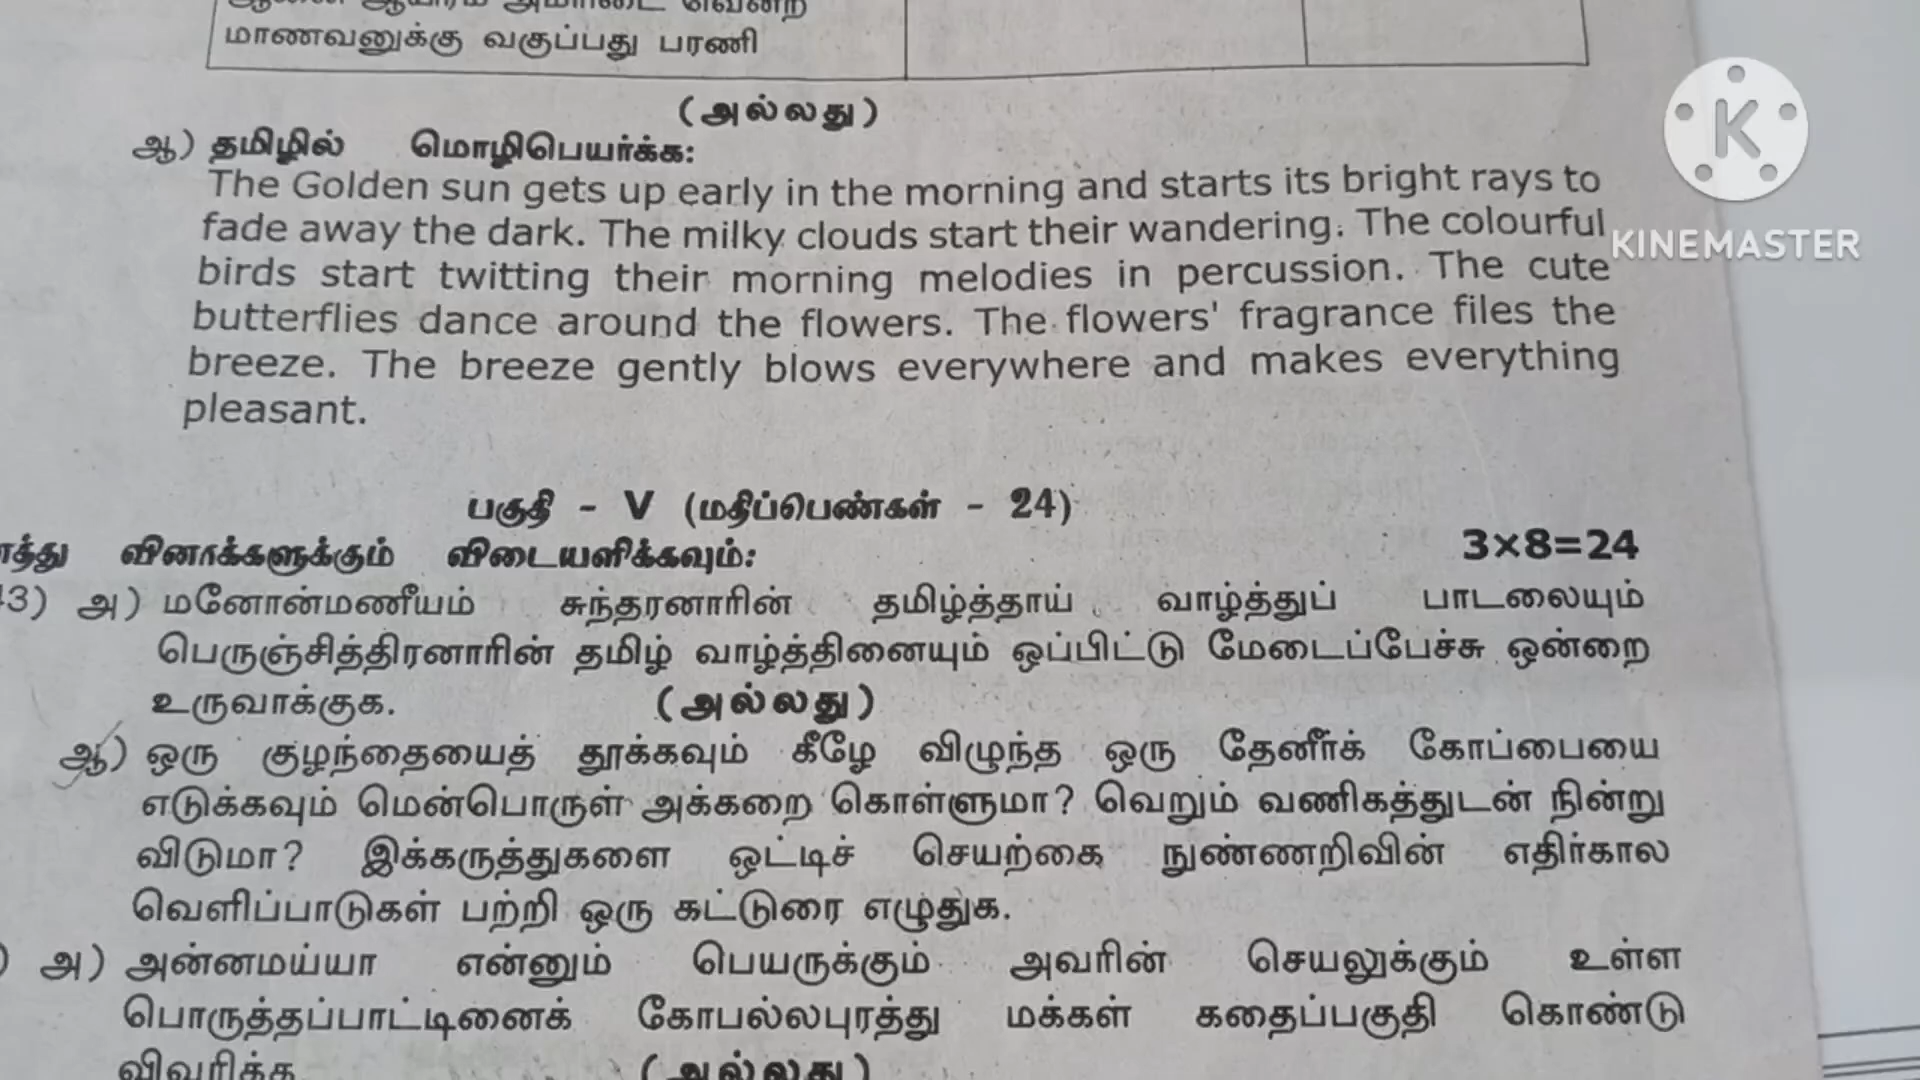 மாணவனுக்கு வகுப்பது பரணி
(அல்லது)
ஆ) தமிழில் மொழிபெயர்க்க:
The Golden sun gets up early in the morning and starts its bright rays to
fade away the dark. The milky clouds start their wandering. The colourful
birds start twitting their morning melodies in percussion. The cute
butterflies dance around the flowers. The flowers' fragrance files the
breeze. The breeze gently blows everywhere and makes everything
pleasant.
K
KINEMASTER
பகுதி - V (மதிப்பெண்கள் - 24)
வினாக்களுக்கும் விடையளிக்கவும்: 3×8=24
3) அ) மனோன்மணீயம் சுந்தரனாரின் தமிழ்த்தாய் வாழ்த்துப் பாடலையும்
பெருஞ்சித்திரனாரின் தமிழ் வாழ்த்தினையும் ஒப்பிட்டு மேடைப்பேச்சு ஒன்றை
உருவாக்குக. (அல்லது)
ஆ) ஒரு குழந்தையைத் தூக்கவும் கீழே விழுந்த ஒரு தேனீர்க் கோப்பையை
எடுக்கவும் மென்பொருள் அக்கறை கொள்ளுமா? வெறும் வணிகத்துடன் நின்று
விடுமா? இக்கருத்துகளை ஒட்டிச் செயற்கை நுண்ணறிவின் எதிர்கால
வெளிப்பாடுகள் பற்றி ஒரு கட்டுரை எழுதுக.
) அ) அன்னமய்யா என்னும் பெயருக்கும் அவரின் செயலுக்கும் உள்ள
பொருத்தப்பாட்டினைக் கோபல்லபுரத்து மக்கள் கதைப்பகுதி கொண்டு
விவரிக்க (அல்லது)